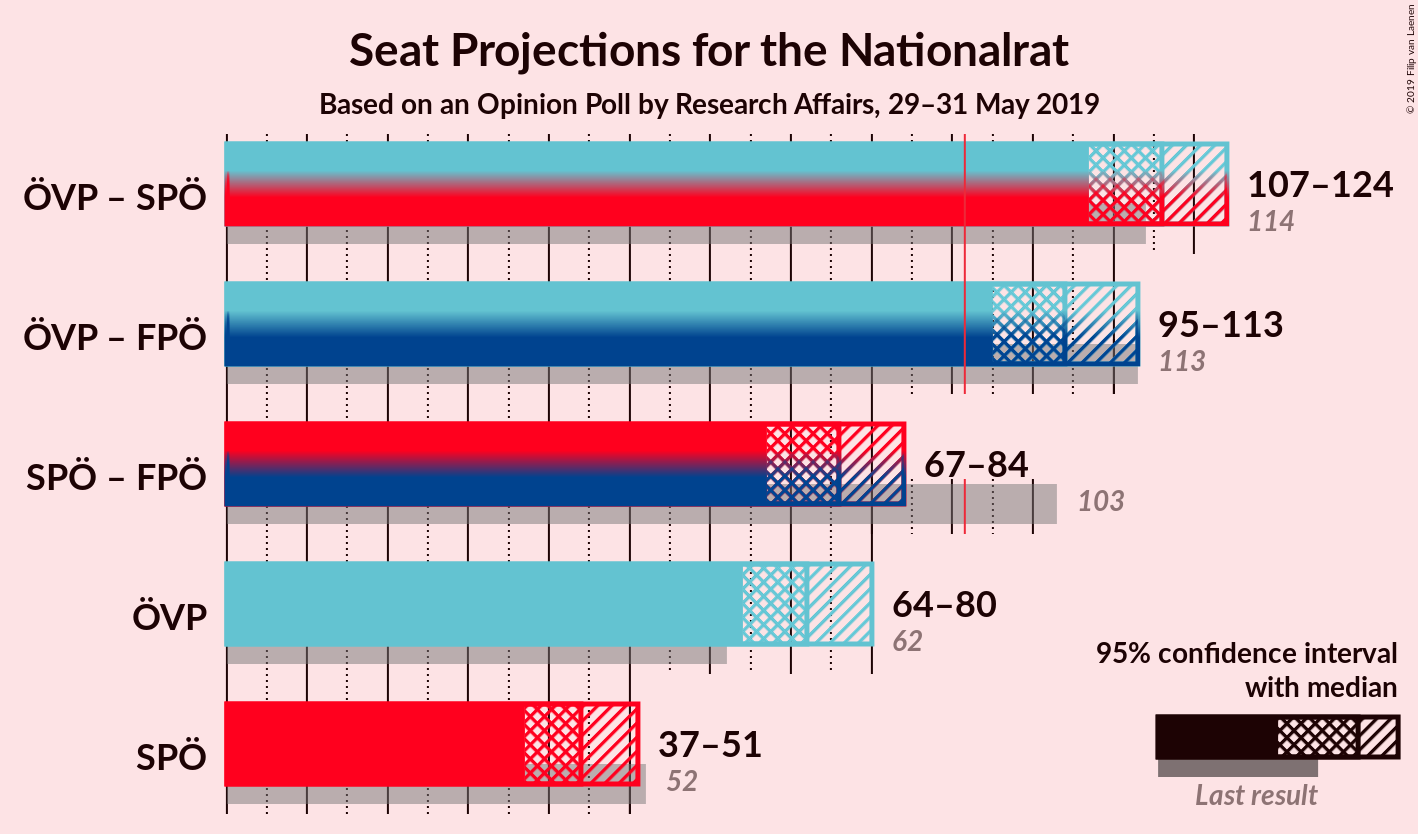 © 2019 Filip van Laenen
Seat Projections for the Nationalrat
Based on an Opinion Poll by Research Affairs, 29–31 May 2019
ÖVP – SPÖ
107–124
114
ÖVP – FPÖ
95–113
113
SPÖ – FPÖ
67–84
103
ÖVP
64–80
62
SPÖ
37–51
52
95% confidence interval
with median
Last result